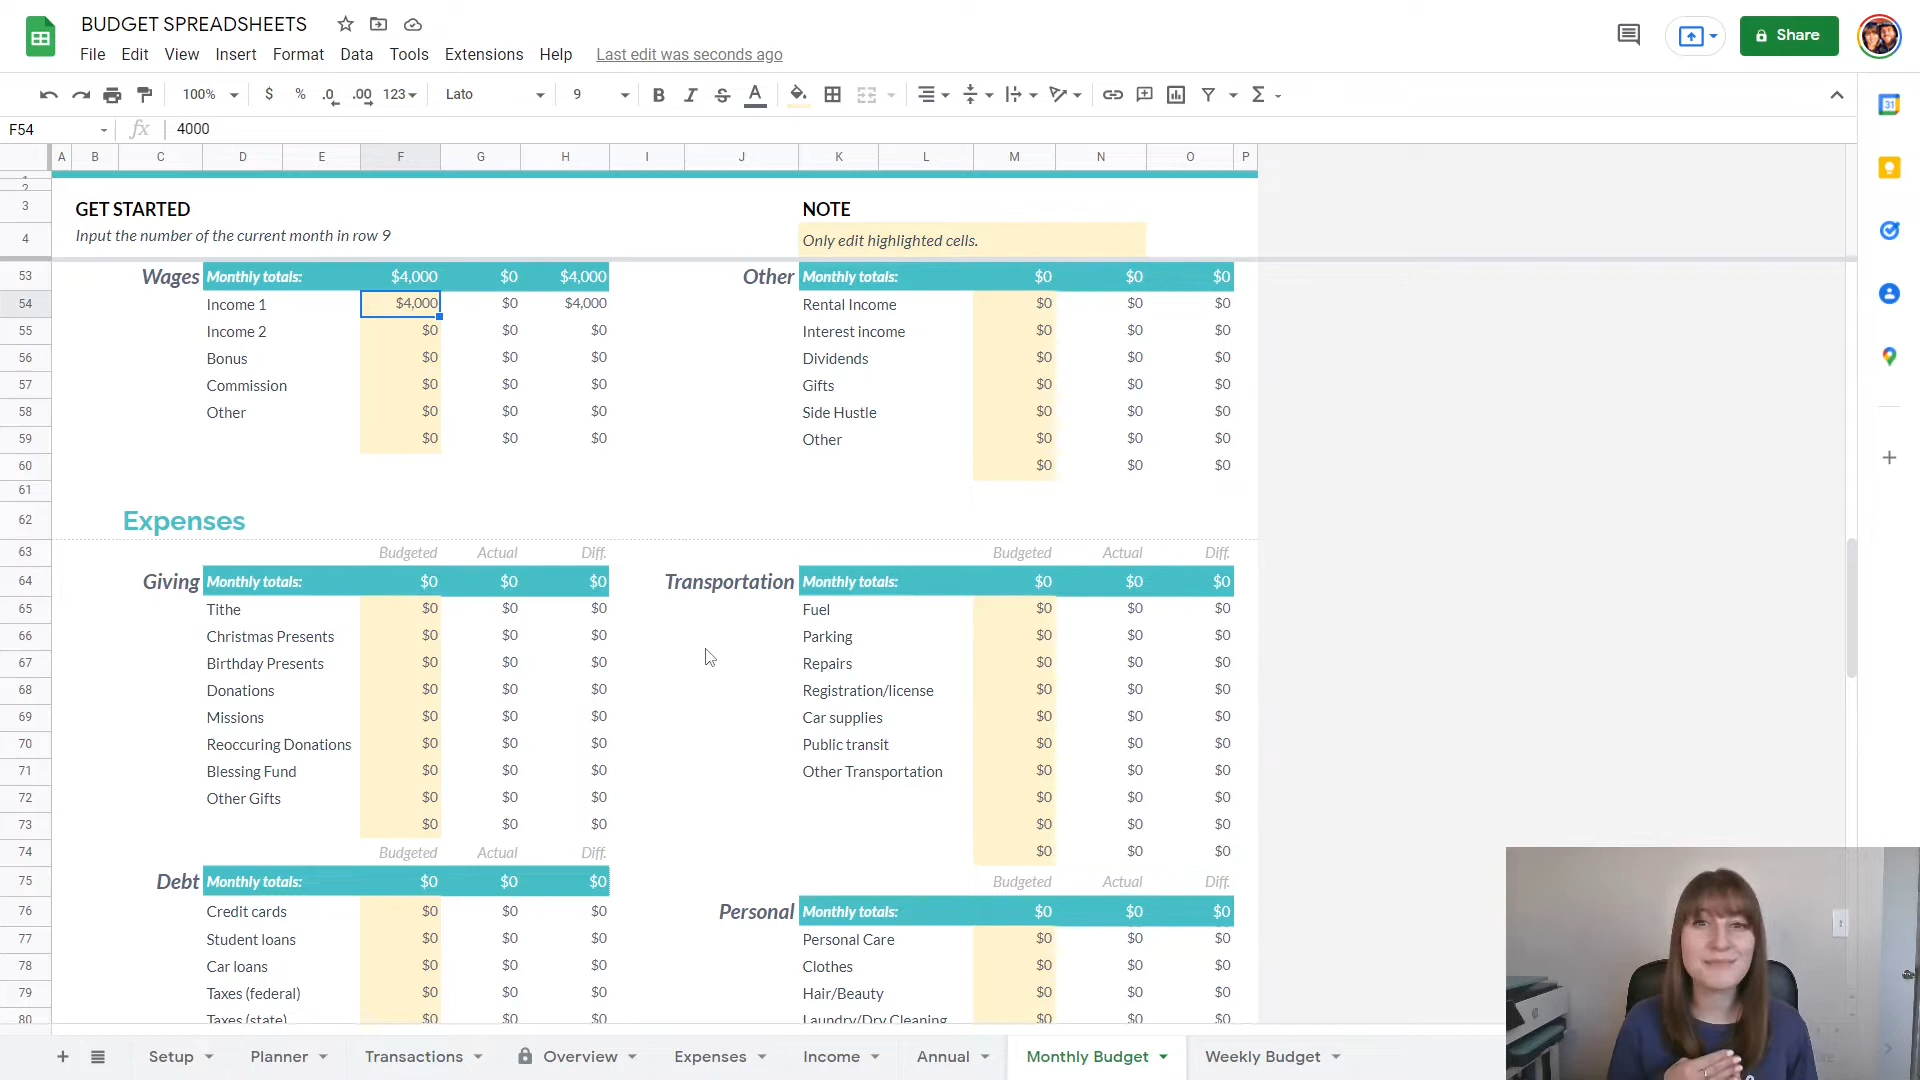 BUDGET SPREADSHEETS
File Edit View Insert Format Data Tools Extensions Help Last edit was seconds ago
Share
100% $ % .0 .00 123 Lato 9 B I S A Σ
31
F54 fx 4000
A B C D E F G H I J K L M N O P
1
2
3 GET STARTED NOTE
4 Input the number of the current month in row 9 Only edit highlighted cells.
53 Wages Monthly totals: $4,000 $0 $4,000 Other Monthly totals: $0 $0 $0
54 Income 1 $4,000 $0 $4,000 Rental Income $0 $0 $0
55 Income 2 $0 $0 $0 Interest income $0 $0 $0
56 Bonus $0 $0 $0 Dividends $0 $0 $0
57 Commission $0 $0 $0 Gifts $0 $0 $0
58 Other $0 $0 $0 Side Hustle $0 $0 $0
59 $0 $0 $0 Other $0 $0 $0
60 $0 $0 $0
61
62 Expenses
63 Budgeted Actual Diff. Budgeted Actual Diff.
64 Giving Monthly totals: $0 $0 $0 Transportation Monthly totals: $0 $0 $0
65 Tithe $0 $0 $0 Fuel $0 $0 $0
66 Christmas Presents $0 $0 $0 Parking $0 $0 $0
67 Birthday Presents $0 $0 $0 Repairs $0 $0 $0
68 Donations $0 $0 $0 Registration/license $0 $0 $0
69 Missions $0 $0 $0 Car supplies $0 $0 $0
70 Reoccuring Donations $0 $0 $0 Public transit $0 $0 $0
71 Blessing Fund $0 $0 $0 Other Transportation $0 $0 $0
72 Other Gifts $0 $0 $0 $0 $0 $0
73 $0 $0 $0 $0 $0 $0
74 Budgeted Actual Diff. $0 $0 $0
75 Debt Monthly totals: $0 $0 $0 Budgeted Actual Diff.
76 Credit cards $0 $0 $0 Personal Monthly totals: $0 $0 $0
77 Student loans $0 $0 $0 Personal Care $0 $0 $0
78 Car loans $0 $0 $0 Clothes $0 $0 $0
79 Taxes (federal) $0 $0 $0 Hair/Beauty $0 $0 $0
80 Taxes (state) $0 $0 $0 Laundry/Dry Cleaning $0 $0 $0
Setup Planner Transactions Overview Expenses Income Annual Monthly Budget Weekly Budget